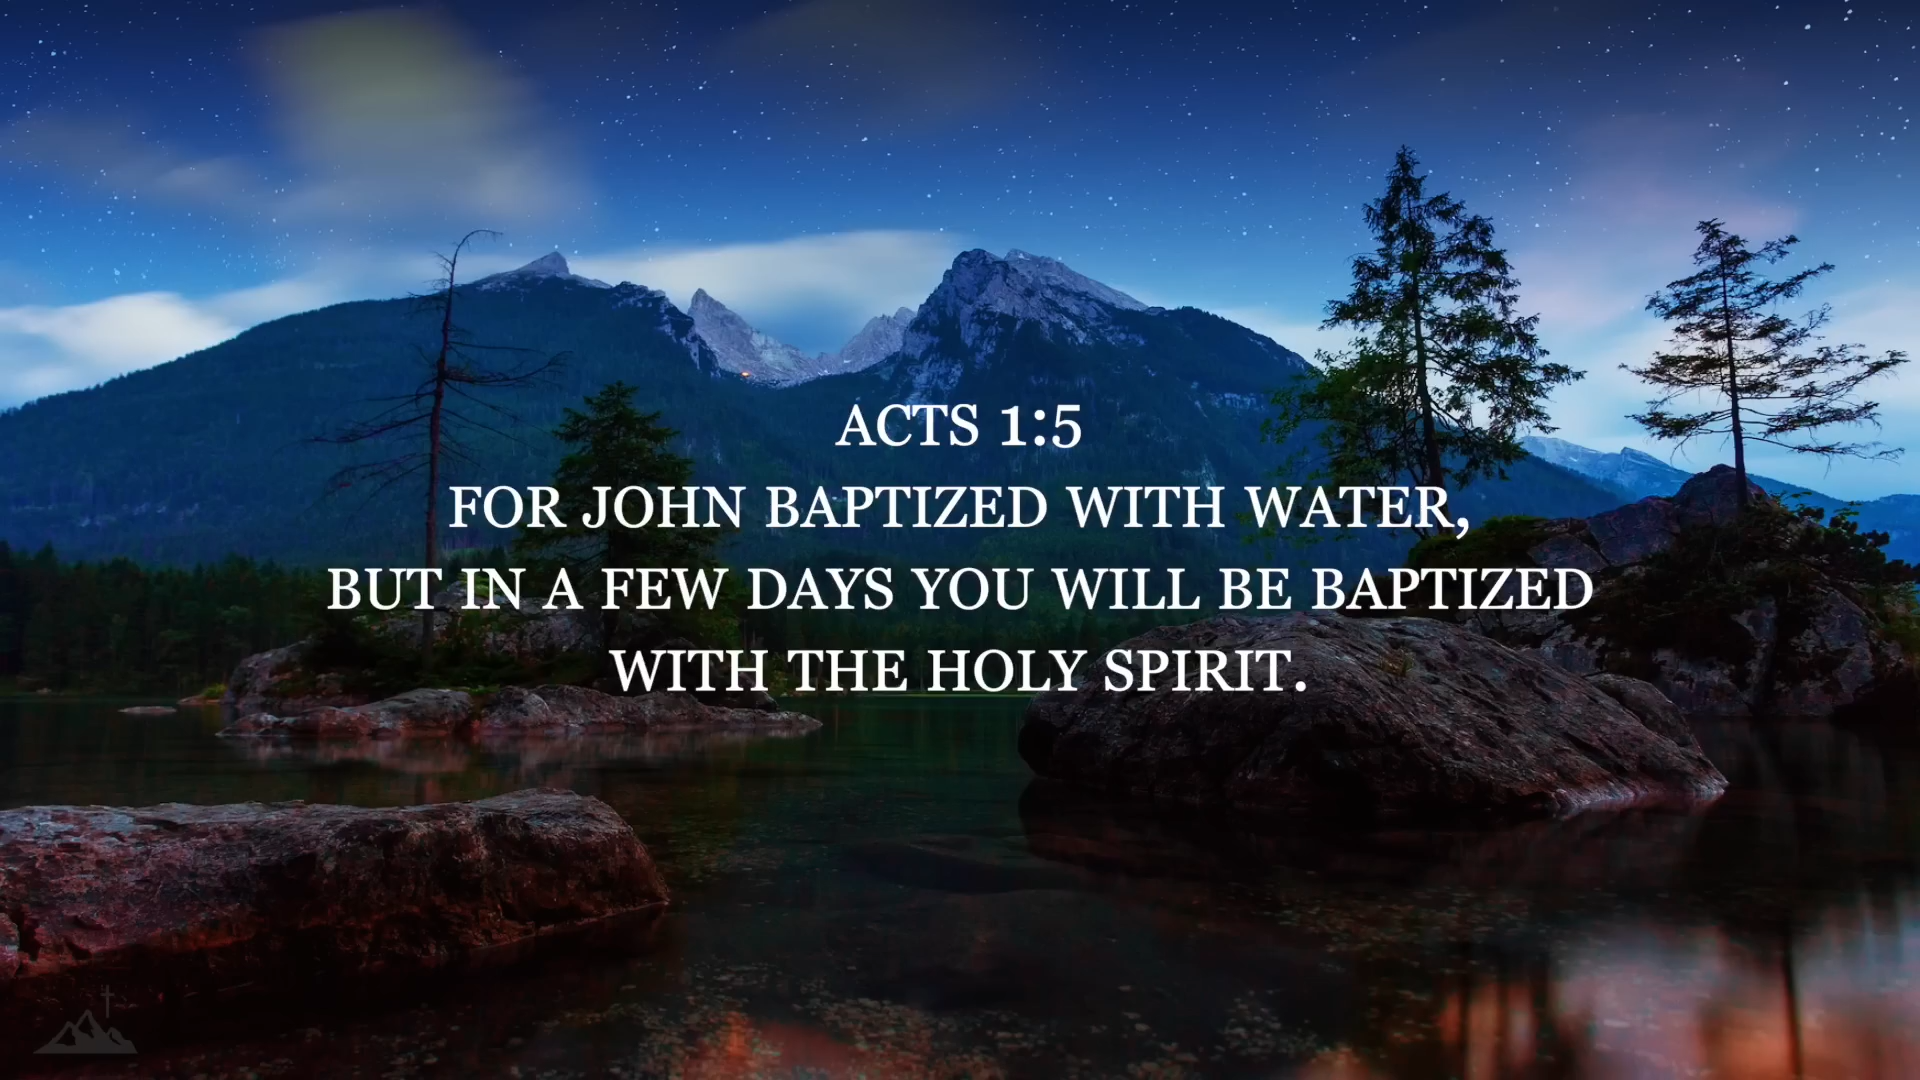 ACTS 1:5
FOR JOHN BAPTIZED WITH WATER,
BUT IN A FEW DAYS YOU WILL BE BAPTIZED
WITH THE HOLY SPIRIT.